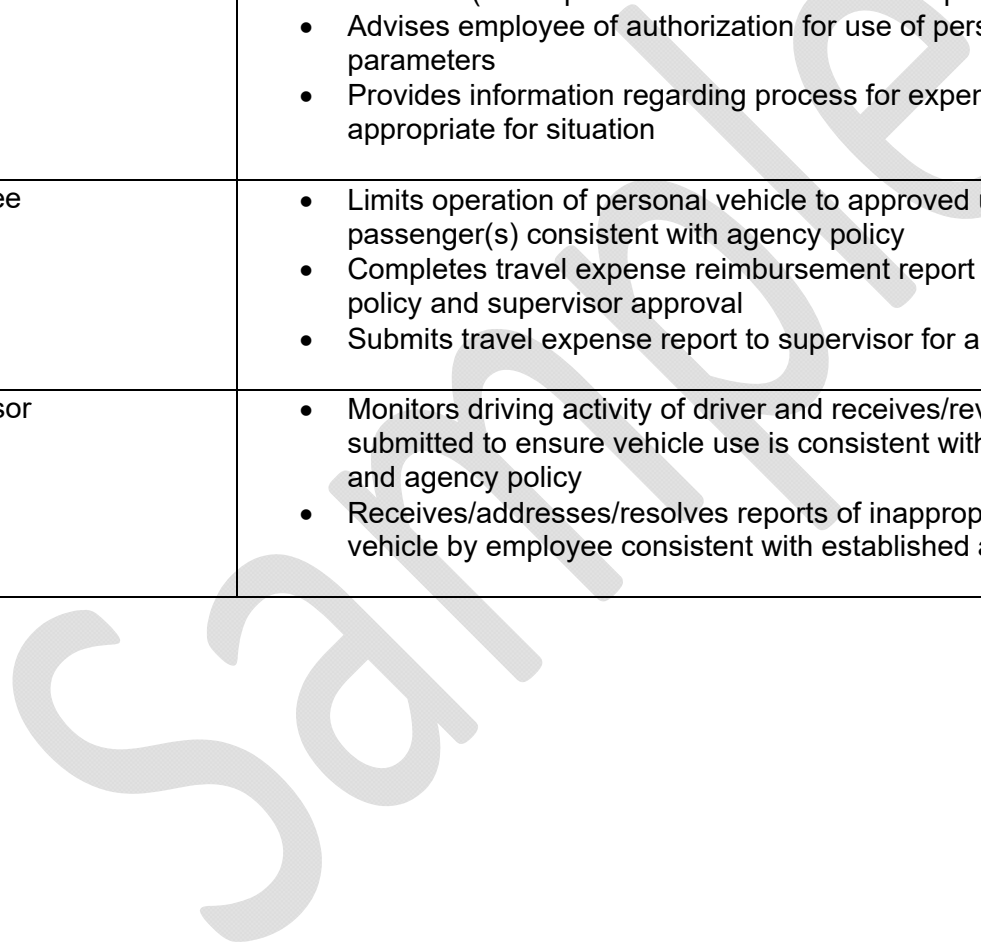 • Advises employee of authorization for use of pers
parameters
• Provides information regarding process for exper
appropriate for situation
ee
• Limits operation of personal vehicle to approved
passenger(s) consistent with agency policy
• Completes travel expense reimbursement report
policy and supervisor approval
• Submits travel expense report to supervisor for a
sor
• Monitors driving activity of driver and receives/rev
submitted to ensure vehicle use is consistent with
and agency policy
• Receives/addresses/resolves reports of inapprop
vehicle by employee consistent with established a
Sample